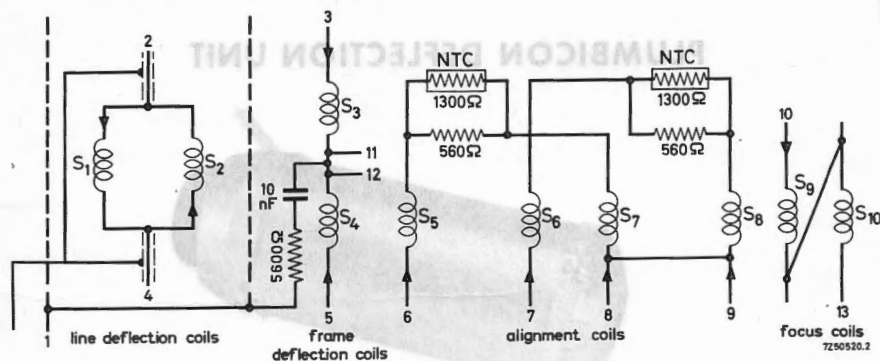 PLUMBICON DEFLECTION UNIT
3
2
NTC
1300Ω
560Ω
NTC
1300Ω
560Ω
10
S₃
11
12
S₁
S₂
10
nF
5600Ω
S₄
S₅
S₆
S₇
S₈
S₉
S₁₀
4
5
6
7
8
9
13
1
line deflection coils
frame
deflection coils
alignment coils
focus coils
7Z50520.2